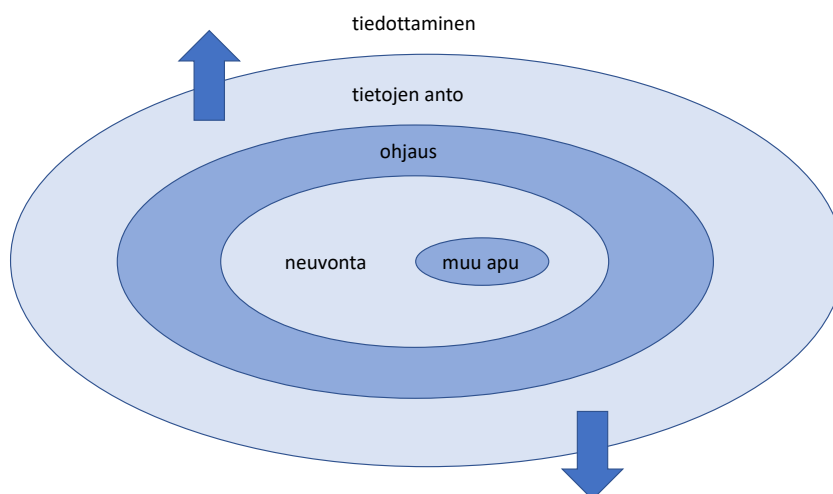 tiedottaminen
tietojen anto
ohjaus
neuvonta
muu apu